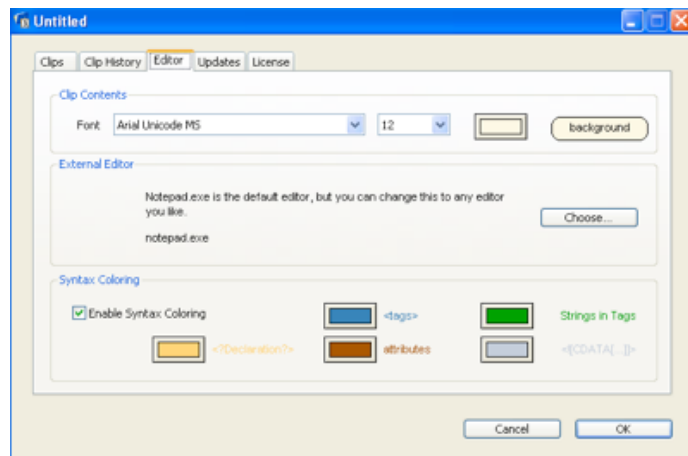 Untitled
Clips Clip History Editor Updates License
Clip Contents
Font Arial Unicode MS 12 background
External Editor
Notepad.exe is the default editor, but you can change this to any editor
you like.
Choose...
notepad.exe
Syntax Coloring
Enable Syntax Coloring <tags> Strings in Tags
<?Declaration?> attributes <![CDATA[...]]>
Cancel OK